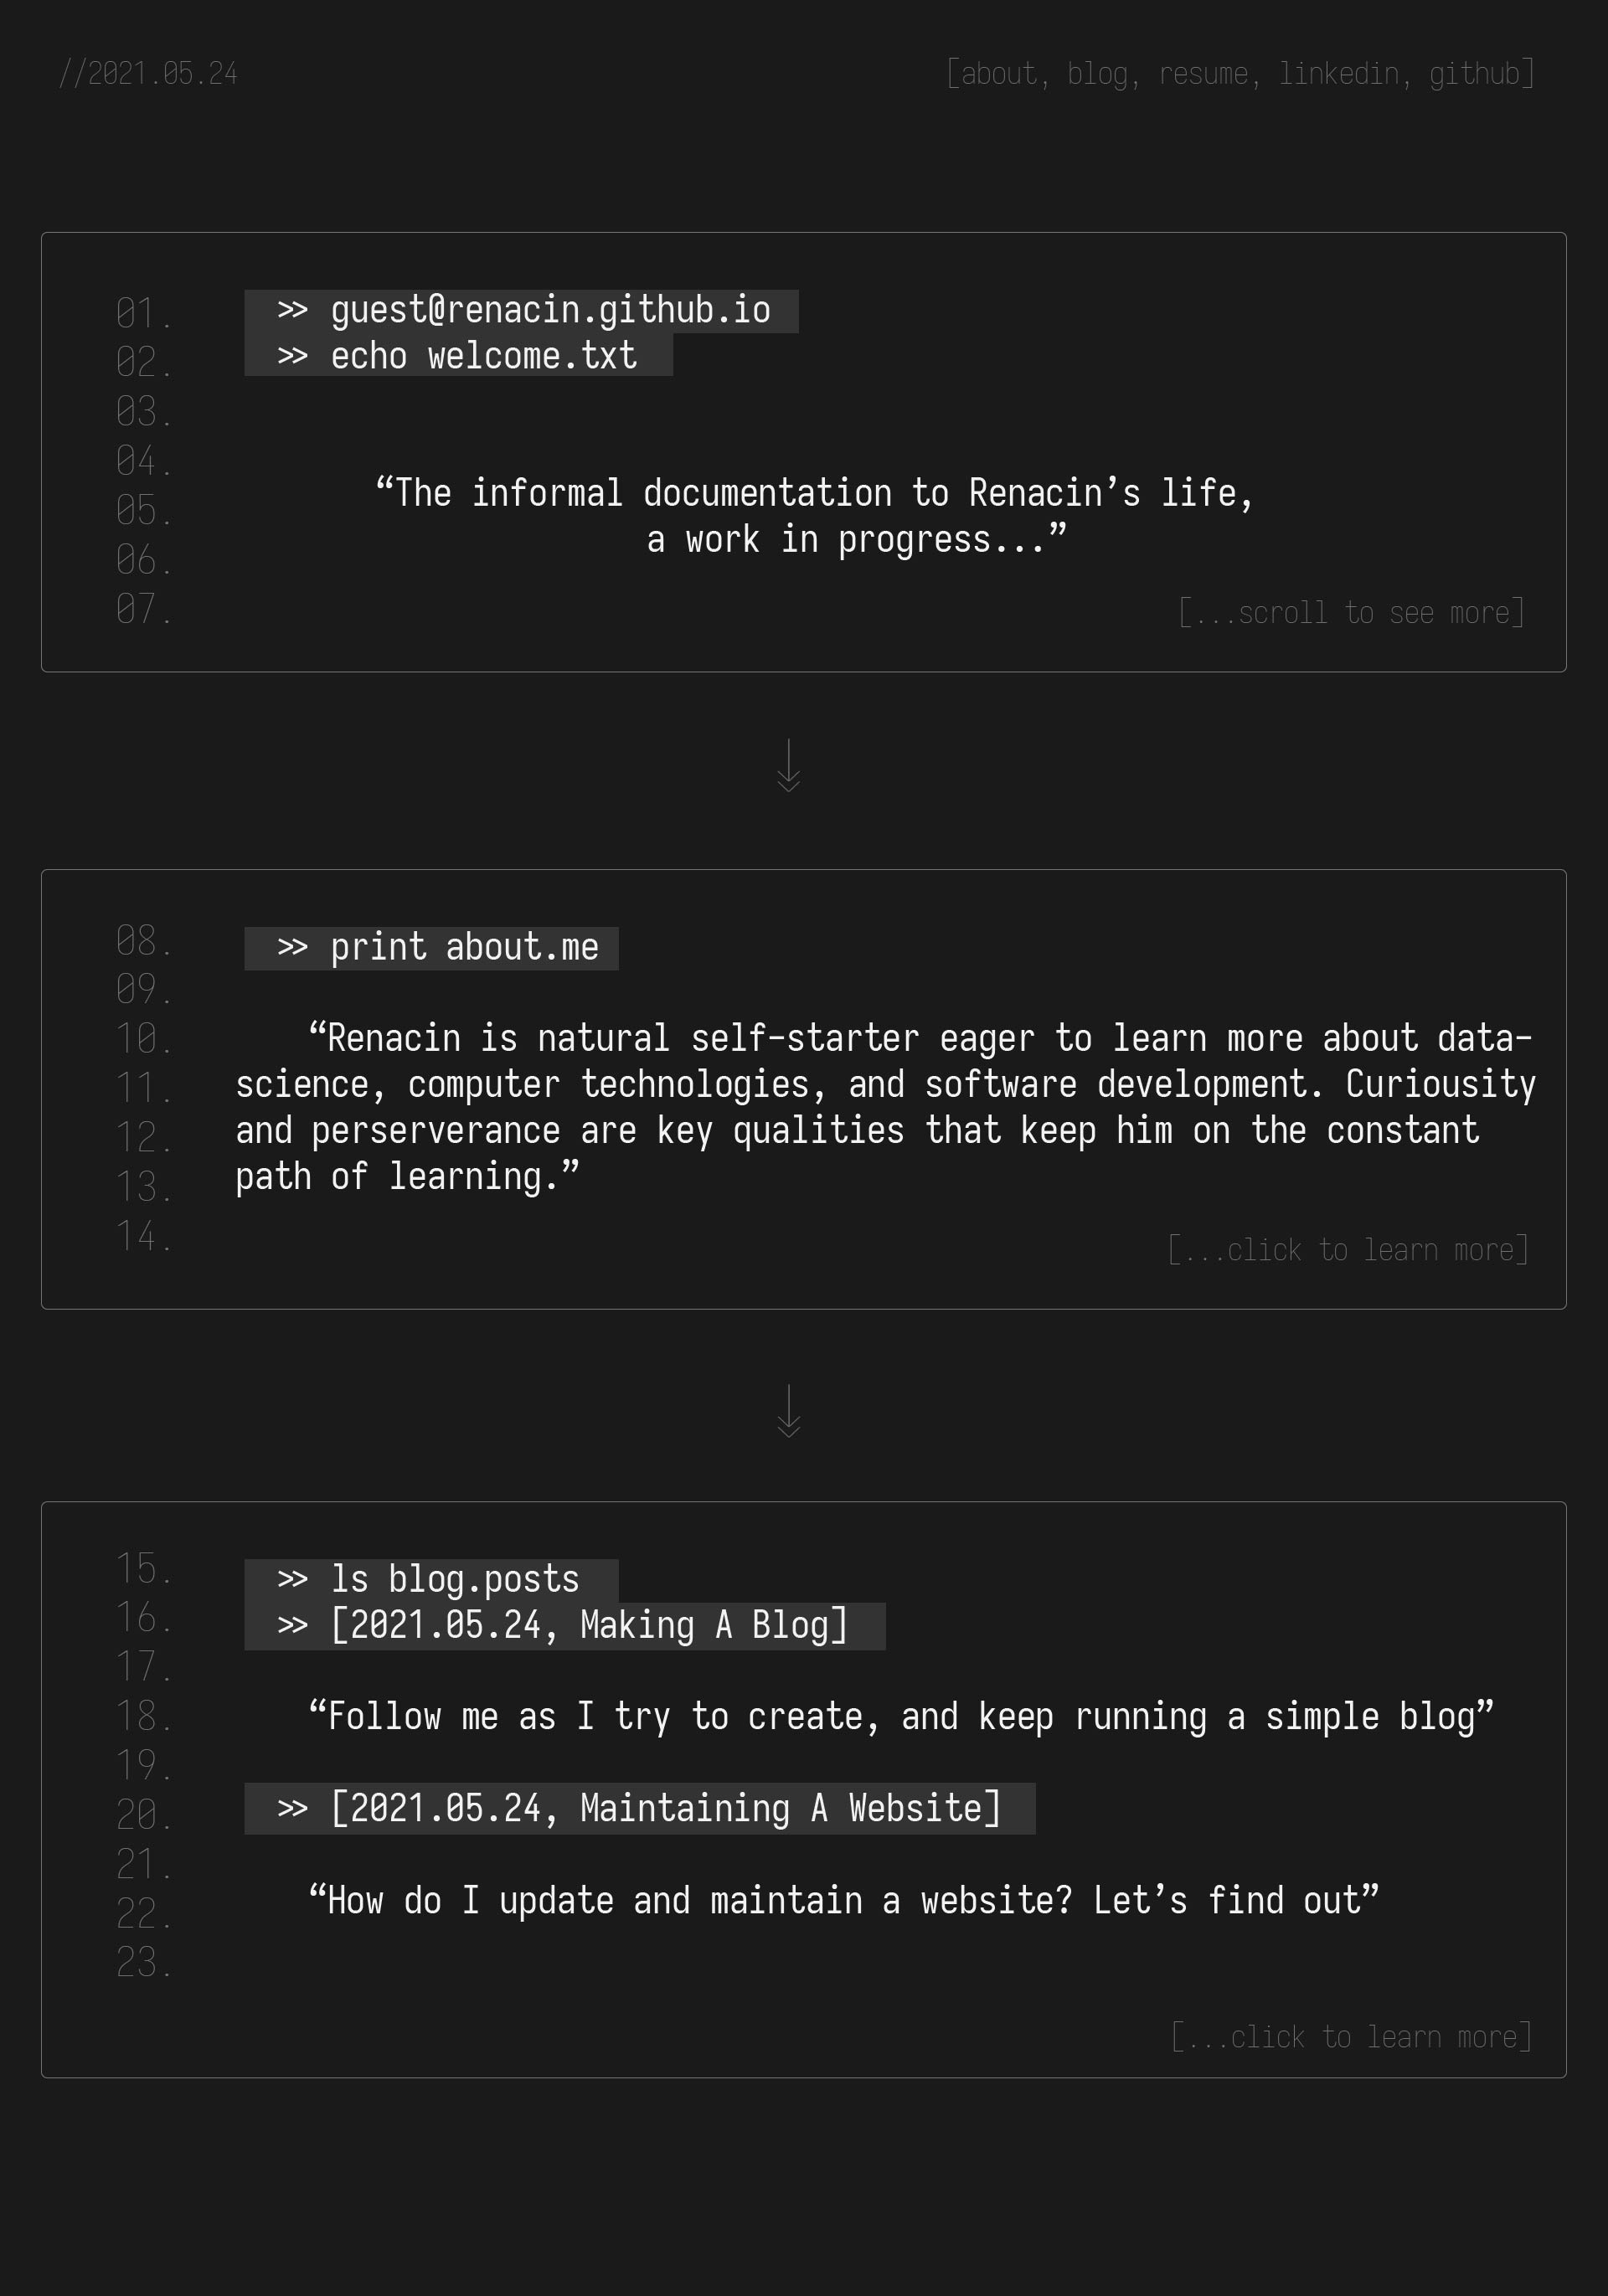 //2021.05.24 [about, blog, resume, linkedin, github]
01. >> guest@renacin.github.io
02. >> echo welcome.txt
03.
04.
05. “The informal documentation to Renacin’s life,
06. a work in progress...”
07. [...scroll to see more]
08. >> print about.me
09.
10. “Renacin is natural self-starter eager to learn more about data-
11. science, computer technologies, and software development. Curiousity
12. and perserverance are key qualities that keep him on the constant
13. path of learning.”
14. [...click to learn more]
15. >> ls blog.posts
16. >> [2021.05.24, Making A Blog]
17.
18. “Follow me as I try to create, and keep running a simple blog”
19.
20. >> [2021.05.24, Maintaining A Website]
21.
22. “How do I update and maintain a website? Let’s find out”
23.
[...click to learn more]